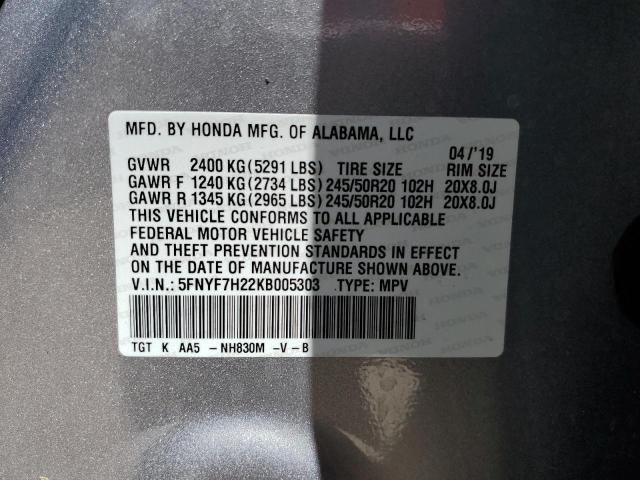 MFD. BY HONDA MFG. OF ALABAMA, LLC
04/'19
GVWR 2400 KG(5291 LBS) TIRE SIZE RIM SIZE
GAWR F 1240 KG(2734 LBS) 245/50R20 102H 20X8.0J
GAWR R 1345 KG(2965 LBS) 245/50R20 102H 20X8.0J
THIS VEHICLE CONFORMS TO ALL APPLICABLE
FEDERAL MOTOR VEHICLE SAFETY
AND THEFT PREVENTION STANDARDS IN EFFECT
ON THE DATE OF MANUFACTURE SHOWN ABOVE.
V.I.N.: 5FNYF7H22KB005303 TYPE: MPV
TGT K AA5 -NH830M -V-B